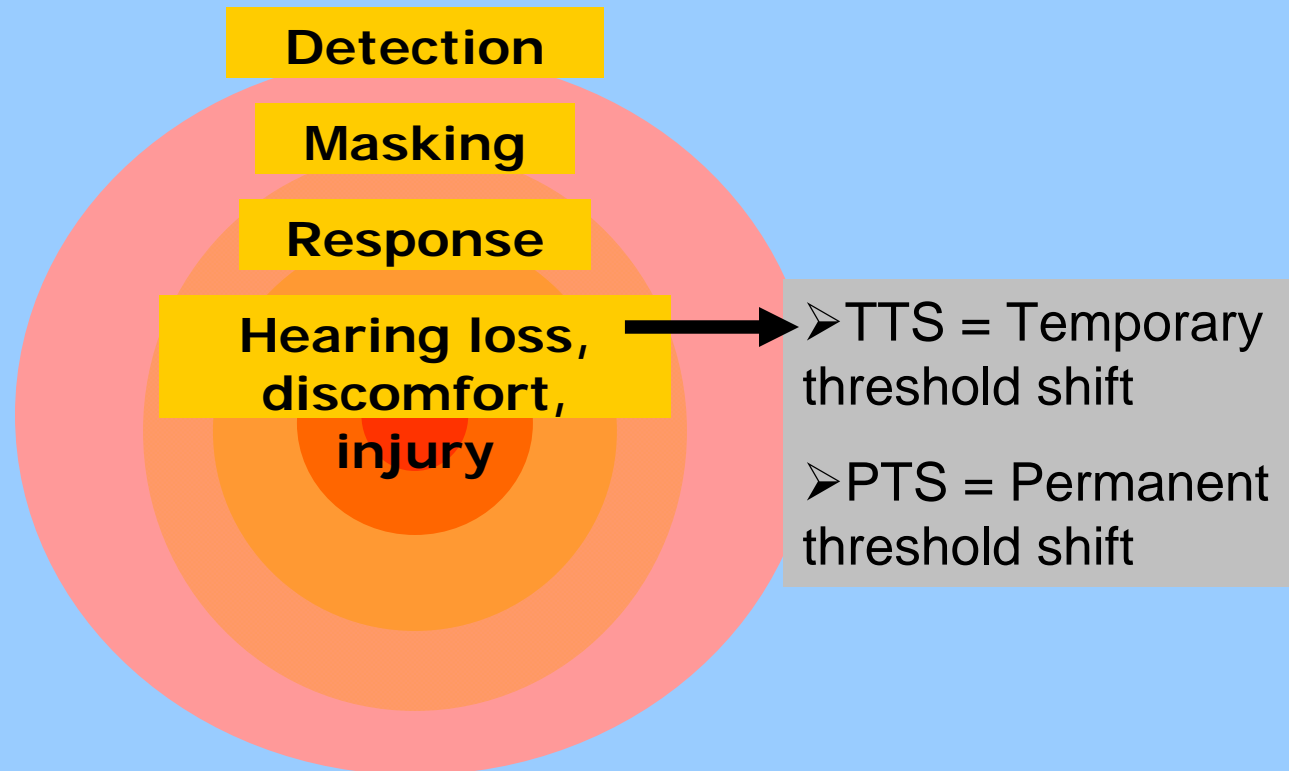 Detection
Masking
Response
Hearing loss,
discomfort,
injury
➢TTS = Temporary
threshold shift
➢PTS = Permanent
threshold shift